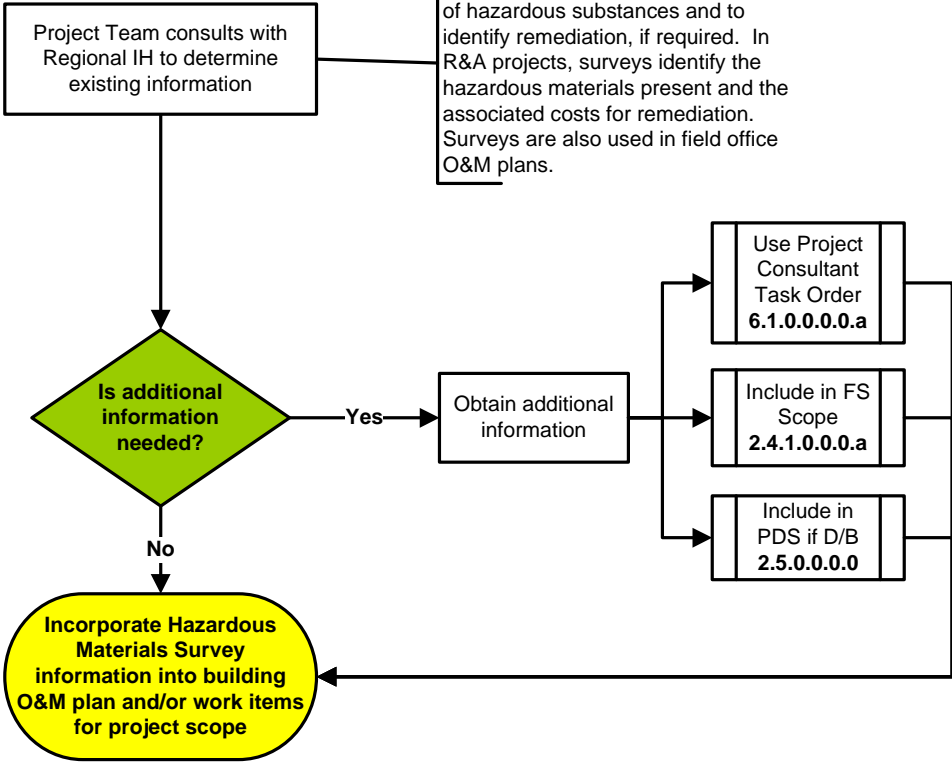 Project Team consults with
Regional IH to determine
existing information
of hazardous substances and to
identify remediation, if required.  In
R&A projects, surveys identify the
hazardous materials present and the
associated costs for remediation.
Surveys are also used in field office
O&M plans.
Is additional
information
needed?
Yes
Obtain additional
information
Use Project
Consultant
Task Order
6.1.0.0.0.0.a
Include in FS
Scope
2.4.1.0.0.0.a
Include in
PDS if D/B
2.5.0.0.0.0
No
Incorporate Hazardous
Materials Survey
information into building
O&M plan and/or work items
for project scope